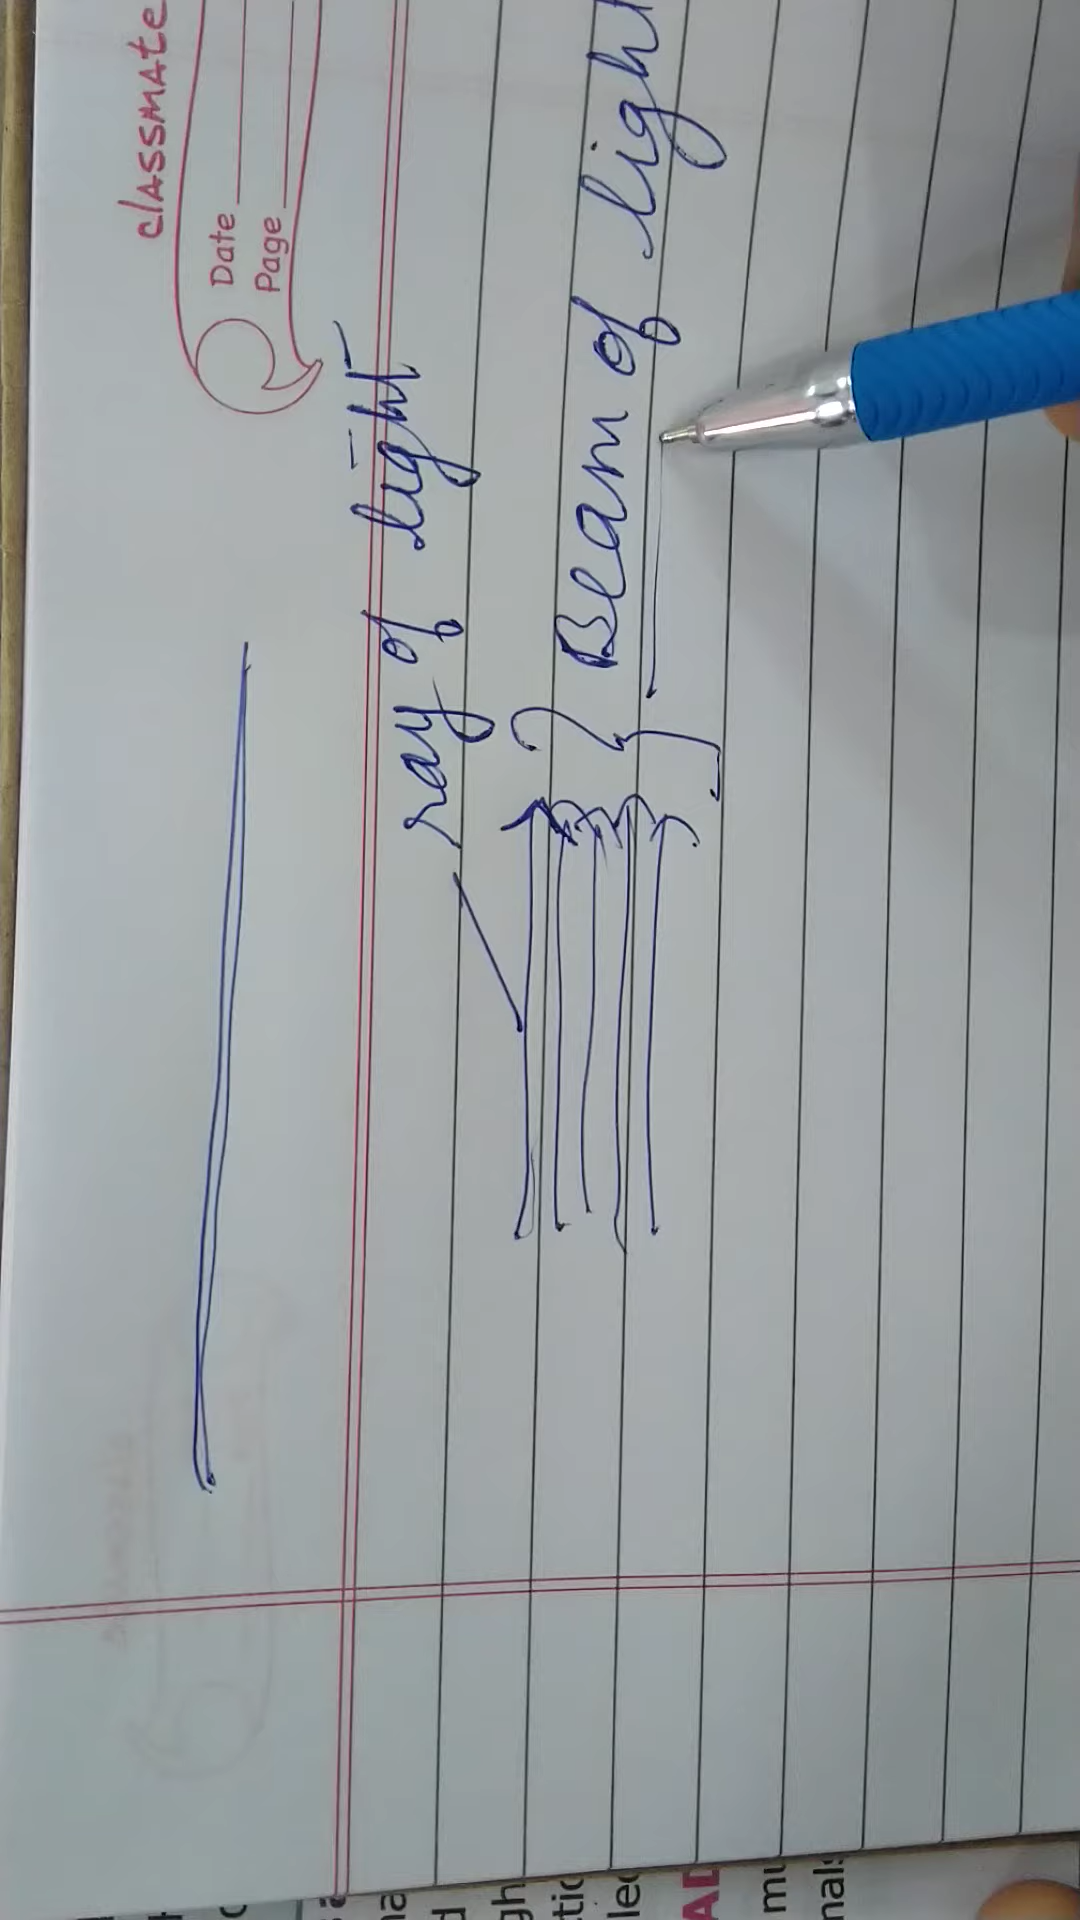 classmate
Date
Page
ray of light
Beam of light